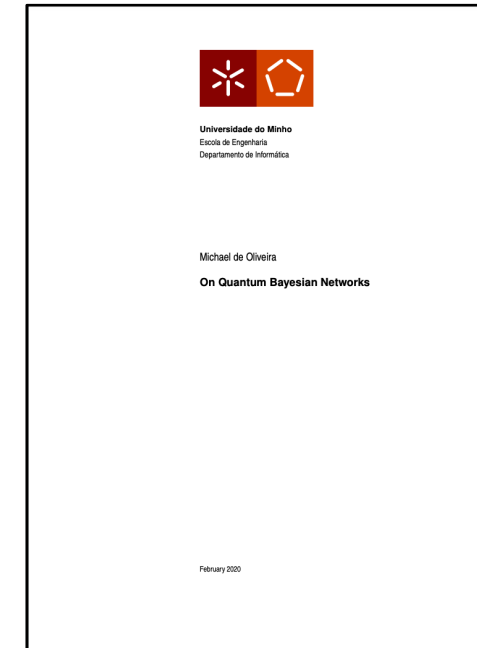 Universidade do Minho
Escola de Engenharia
Departamento de Informática
Michael de Oliveira
On Quantum Bayesian Networks
February 2020